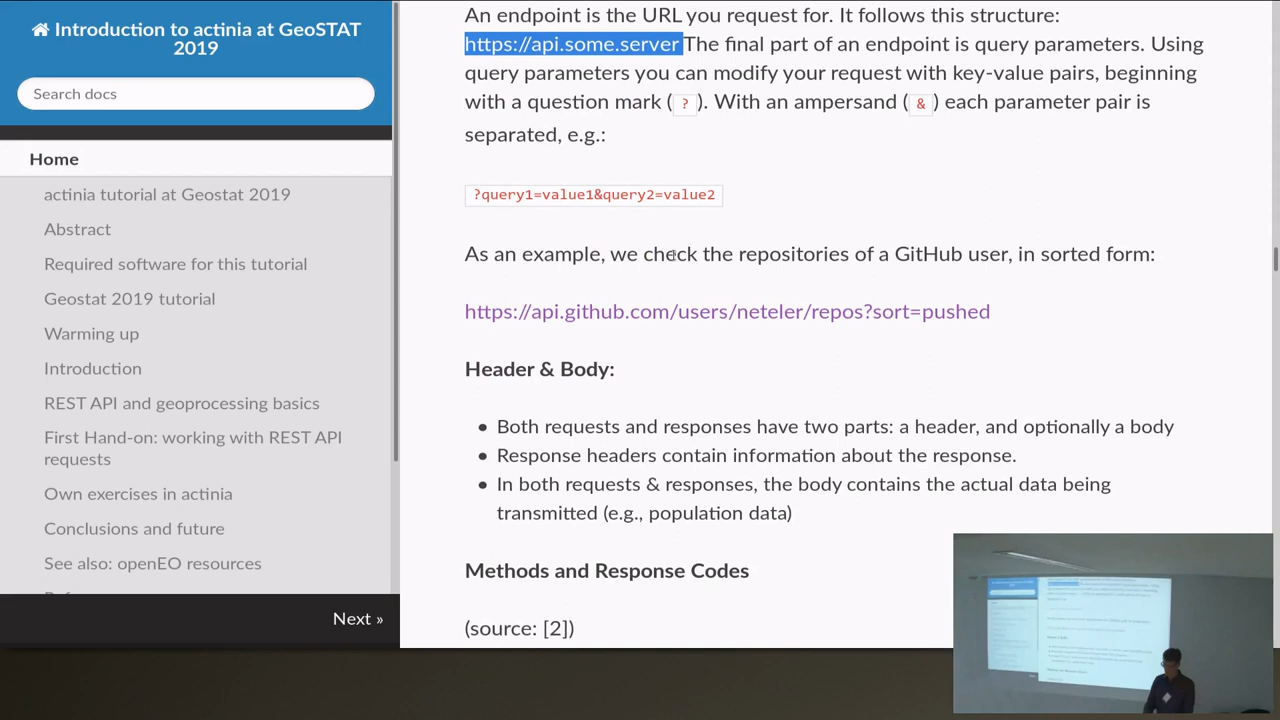 Introduction to actinia at GeoSTAT
2019
Search docs
Home
actinia tutorial at Geostat 2019
Abstract
Required software for this tutorial
Geostat 2019 tutorial
Warming up
Introduction
REST API and geoprocessing basics
First Hand-on: working with REST API
requests
Own exercises in actinia
Conclusions and future
See also: openEO resources
Next »
An endpoint is the URL you request for. It follows this structure:
https://api.some.server The final part of an endpoint is query parameters. Using
query parameters you can modify your request with key-value pairs, beginning
with a question mark ( ? ). With an ampersand ( & ) each parameter pair is
separated, e.g.:
?query1=value1&query2=value2
As an example, we check the repositories of a GitHub user, in sorted form:
https://api.github.com/users/neteler/repos?sort=pushed
Header & Body:
• Both requests and responses have two parts: a header, and optionally a body
• Response headers contain information about the response.
• In both requests & responses, the body contains the actual data being
transmitted (e.g., population data)
Methods and Response Codes
(source: [2])